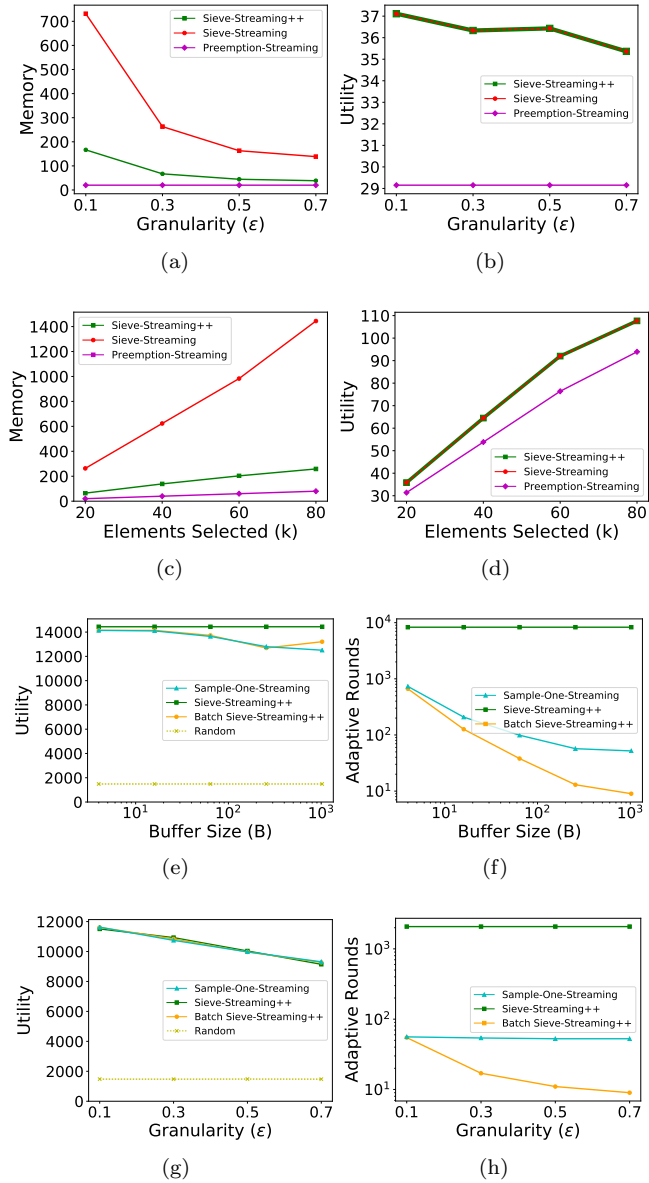 700
600
500
400
300
200
100
0
Memory
Sieve-Streaming++
Sieve-Streaming
Preemption-Streaming
0.1 0.3 0.5 0.7
Granularity (ε)
(a)
37
36
35
34
33
32
31
30
29
Utility
Sieve-Streaming++
Sieve-Streaming
Preemption-Streaming
0.1 0.3 0.5 0.7
Granularity (ε)
(b)
1400
1200
1000
800
600
400
200
0
Memory
Sieve-Streaming++
Sieve-Streaming
Preemption-Streaming
20 40 60 80
Elements Selected (k)
(c)
110
100
90
80
70
60
50
40
30
Utility
Sieve-Streaming++
Sieve-Streaming
Preemption-Streaming
20 40 60 80
Elements Selected (k)
(d)
14000
12000
10000
8000
6000
4000
2000
0
Utility
Sample-One-Streaming
Sieve-Streaming++
Batch Sieve-Streaming++
Random
10¹ 10² 10³
Buffer Size (B)
(e)
10⁴
10³
10²
10¹
Adaptive Rounds
Sample-One-Streaming
Sieve-Streaming++
Batch Sieve-Streaming++
10¹ 10² 10³
Buffer Size (B)
(f)
12000
10000
8000
6000
4000
2000
0
Utility
Sample-One-Streaming
Sieve-Streaming++
Batch Sieve-Streaming++
Random
0.1 0.3 0.5 0.7
Granularity (ε)
(g)
10³
10²
10¹
Adaptive Rounds
Sample-One-Streaming
Sieve-Streaming++
Batch Sieve-Streaming++
0.1 0.3 0.5 0.7
Granularity (ε)
(h)